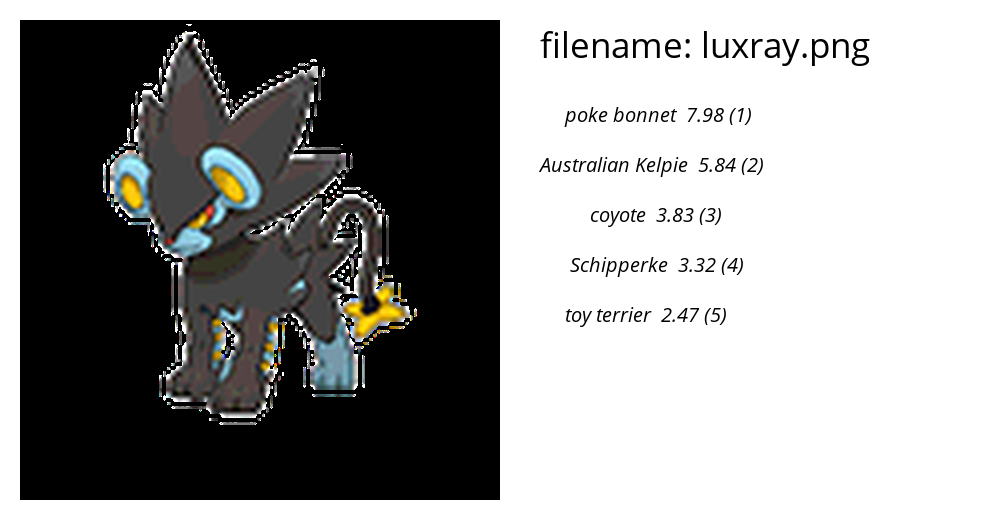 filename: luxray.png
poke bonnet 7.98 (1)
Australian Kelpie 5.84 (2)
coyote 3.83 (3)
Schipperke 3.32 (4)
toy terrier 2.47 (5)